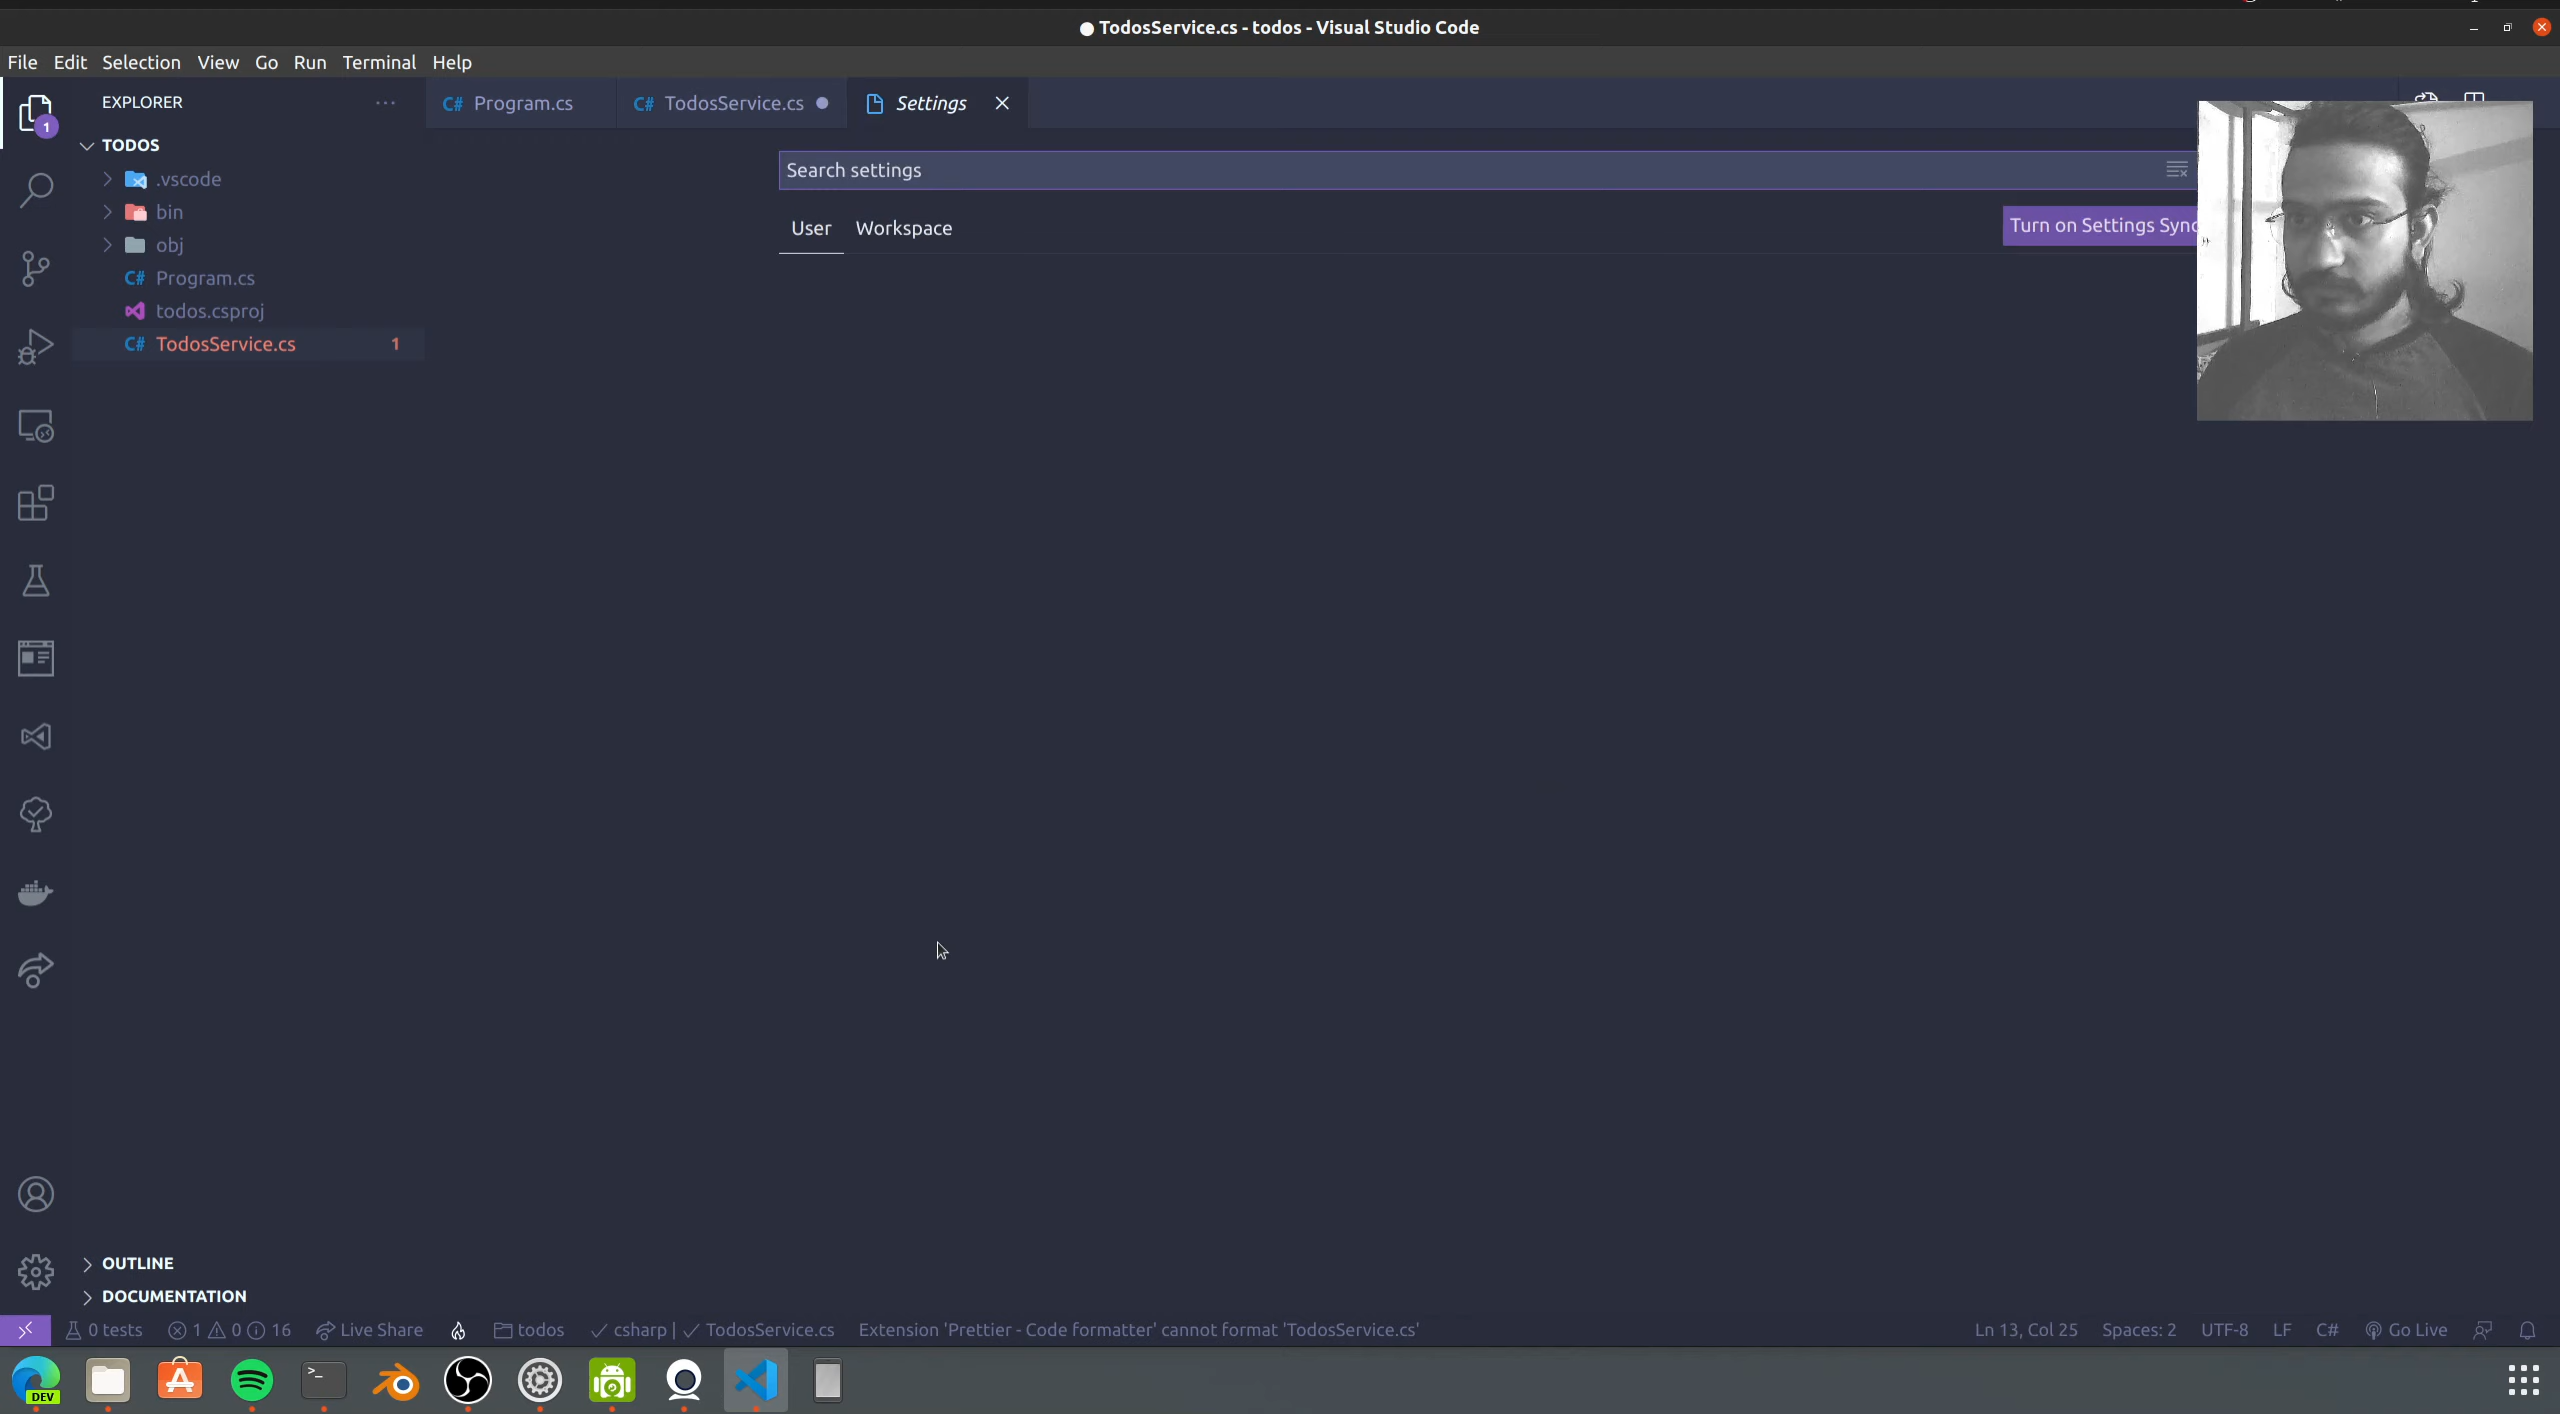 TodosService.cs - todos - Visual Studio Code
File Edit Selection View Go Run Terminal Help
EXPLORER
Program.cs
TodosService.cs
Settings
1
TODOS
.vscode
bin
obj
Program.cs
todos.csproj
TodosService.cs 1
Search settings
User Workspace
Turn on Settings Sync
OUTLINE
DOCUMENTATION
0 tests 1 0 16 Live Share todos csharp | TodosService.cs Extension 'Prettier - Code formatter' cannot format 'TodosService.cs' Ln 13, Col 25 Spaces: 2 UTF-8 LF C# Go Live
DEV